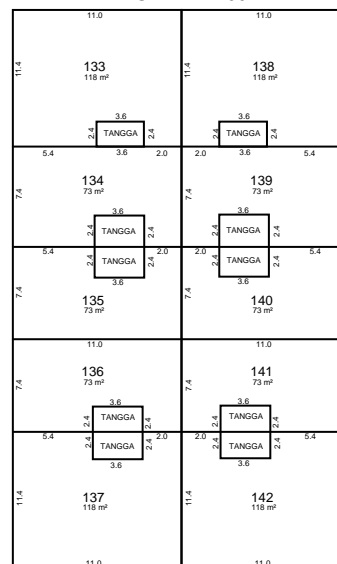 11.0 11.0
11.4 133 11.4 138
118 m² 118 m²
3.6 3.6
2.4 TANGGA 2.4 2.4 TANGGA 2.4
5.4 3.6 2.0 2.0 3.6 5.4
134 139
7.4 73 m² 7.4 73 m²
3.6 3.6
2.4 TANGGA 2.4 2.4 TANGGA 2.4
5.4 2.0 2.0 5.4
2.4 TANGGA 2.4 2.4 TANGGA 2.4
3.6 3.6
7.4 135 7.4 140
73 m² 73 m²
11.0 11.0
136 141
7.4 73 m² 7.4 73 m²
3.6 3.6
2.4 TANGGA 2.4 2.4 TANGGA 2.4
5.4 2.0 2.0 5.4
2.4 TANGGA 2.4 2.4 TANGGA 2.4
3.6 3.6
11.4 137 11.4 142
118 m² 118 m²
11.0 11.0